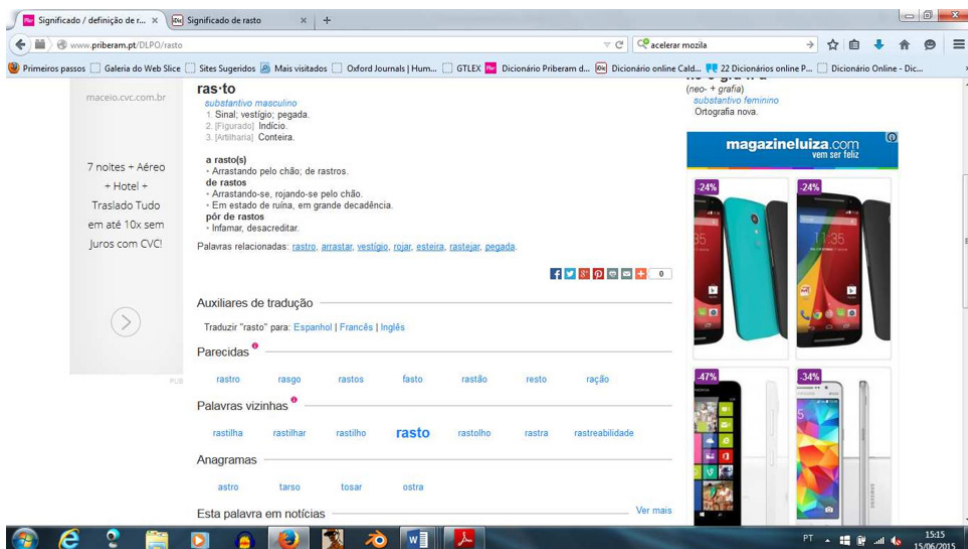 Significado / definição de r...
Significado de rasto
www.priberam.pt/DLPO/rasto
acelerar mozila
Primeiros passos
Galeria do Web Slice
Sites Sugeridos
Mais visitados
Oxford Journals | Hum...
GTLEX
Dicionário Priberam d...
Dicionário online Cald...
22 Dicionários online P...
Dicionário Online - Dic...
maceio.cvc.com.br
7 noites + Aéreo
+ Hotel +
Traslado Tudo
em até 10x sem
Juros com CVC!
PUB
ras·to
substantivo masculino
1. Sinal; vestígio; pegada.
2. [Figurado] Indício.
3. [Artilharia] Conteira.
a rasto(s)
• Arrastando pelo chão; de rastros.
de rastos
• Arrastando-se, rojando-se pelo chão.
• Em estado de ruína, em grande decadência.
pôr de rastos
• Infamar, desacreditar.
Palavras relacionadas: rastro, arrastar, vestígio, rojar, esteira, rastejar, pegada.
0
Auxiliares de tradução
Traduzir "rasto" para: Espanhol | Francês | Inglês
Parecidas
rastro rasgo rastos fasto rastão resto ração
Palavras vizinhas
rastilha rastilhar rastilho rasto rastolho rastra rastreabilidade
Anagramas
astro tarso tosar ostra
Esta palavra em notícias
Ver mais
(neo- + grafia)
substantivo feminino
Ortografia nova.
magazineluiza.com
vem ser feliz
-24%
-24%
11:35
-47%
-34%
PT
15:15
15/06/2015